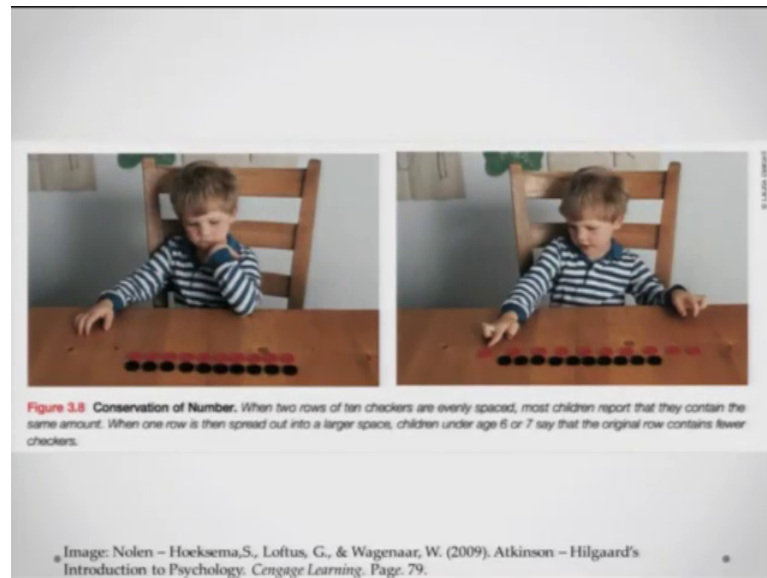 Figure 3.8 Conservation of Number. When two rows of ten checkers are evenly spaced, most children report that they contain the
same amount. When one row is then spread out into a larger space, children under age 6 or 7 say that the original row contains fewer
checkers.
Image: Nolen – Hoeksema,S., Loftus, G., & Wagenaar, W. (2009). Atkinson – Hilgaard's
Introduction to Psychology. Cengage Learning. Page. 79.